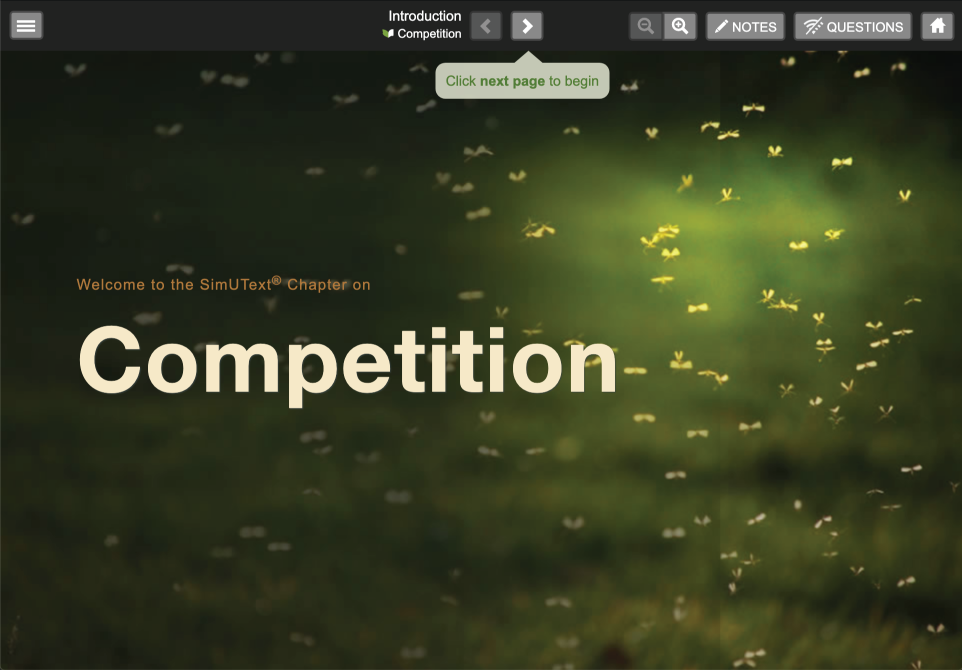 Introduction
Competition
NOTES
QUESTIONS
Click next page to begin
Welcome to the SimUText® Chapter on
Competition